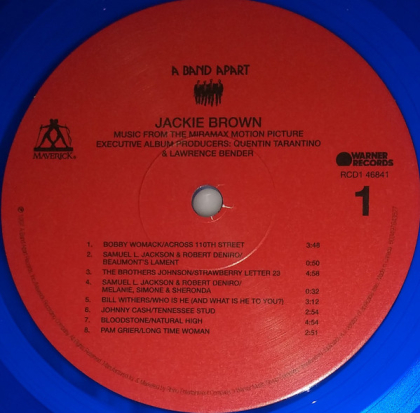 A BAND APART
JACKIE BROWN
MUSIC FROM THE MIRAMAX MOTION PICTURE
EXECUTIVE ALBUM PRODUCERS: QUENTIN TARANTINO
& LAWRENCE BENDER
MAVERICK
WARNER
RECORDS
RCD1 46841
1
1. BOBBY WOMACK/ACROSS 110TH STREET 3:48
2. SAMUEL L. JACKSON & ROBERT DENIRO/
BEAUMONT'S LAMENT 0:50
3. THE BROTHERS JOHNSON/STRAWBERRY LETTER 23 4:58
4. SAMUEL L. JACKSON & ROBERT DENIRO/
MELANIE, SIMONE & SHERONDA 0:32
5. BILL WITHERS/WHO IS HE (AND WHAT IS HE TO YOU?) 3:12
6. JOHNNY CASH/TENNESSEE STUD 2:54
7. BLOODSTONE/NATURAL HIGH 4:54
8. PAM GRIER/LONG TIME WOMAN 2:51